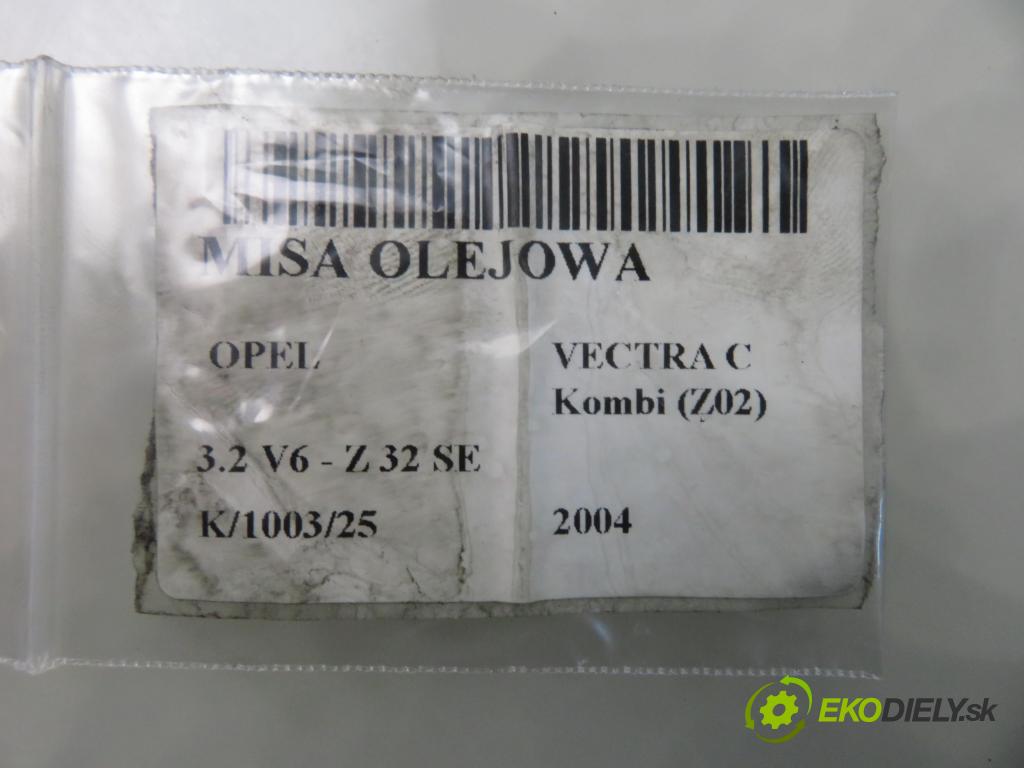 MISA OLEJOWA
OPEL
VECTRA C
Kombi (Z02)
3.2 V6 - Z 32 SE
K/1003/25
2004
EKODIELY.sk